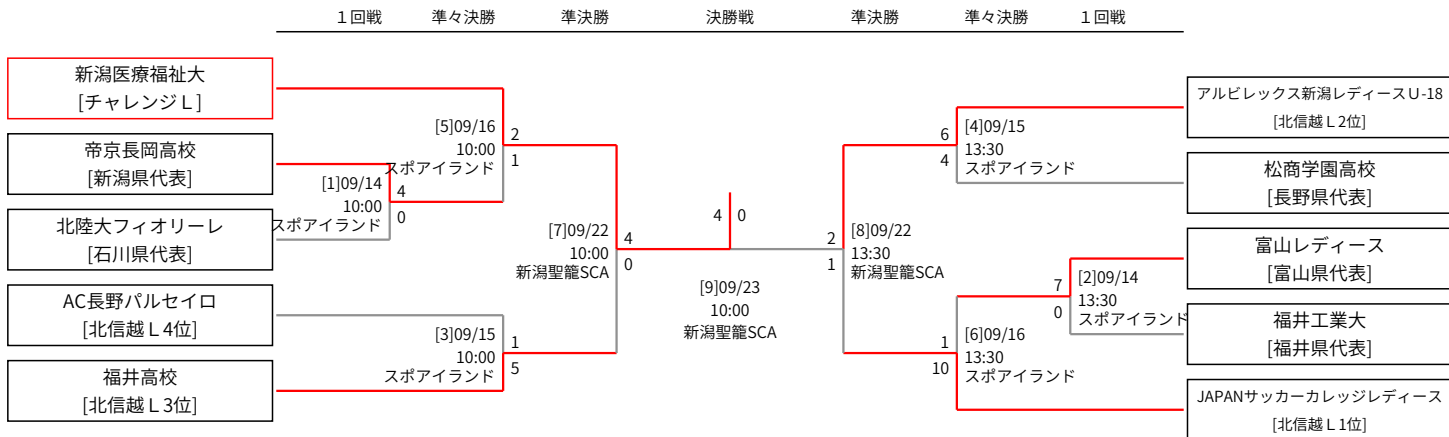 １回戦 準々決勝 準決勝 決勝戦 準決勝 準々決勝 １回戦
新潟医療福祉大
[チャレンジＬ]
帝京長岡高校
[新潟県代表]
北陸大フィオリーレ
[石川県代表]
AC長野パルセイロ
[北信越Ｌ4位]
福井高校
[北信越Ｌ3位]
[1]09/14
10:00
スポアイランド
4
0
[5]09/16
10:00
スポアイランド
2
1
[3]09/15
10:00
スポアイランド
1
5
[7]09/22
10:00
新潟聖籠SCA
4
0
4 0
[9]09/23
10:00
新潟聖籠SCA
2
1
[8]09/22
13:30
新潟聖籠SCA
6
4
[4]09/15
13:30
スポアイランド
1
10
[6]09/16
13:30
スポアイランド
7
0
[2]09/14
13:30
スポアイランド
アルビレックス新潟レディースＵ-18
[北信越Ｌ2位]
松商学園高校
[長野県代表]
富山レディース
[富山県代表]
福井工業大
[福井県代表]
JAPANサッカーカレッジレディース
[北信越Ｌ1位]